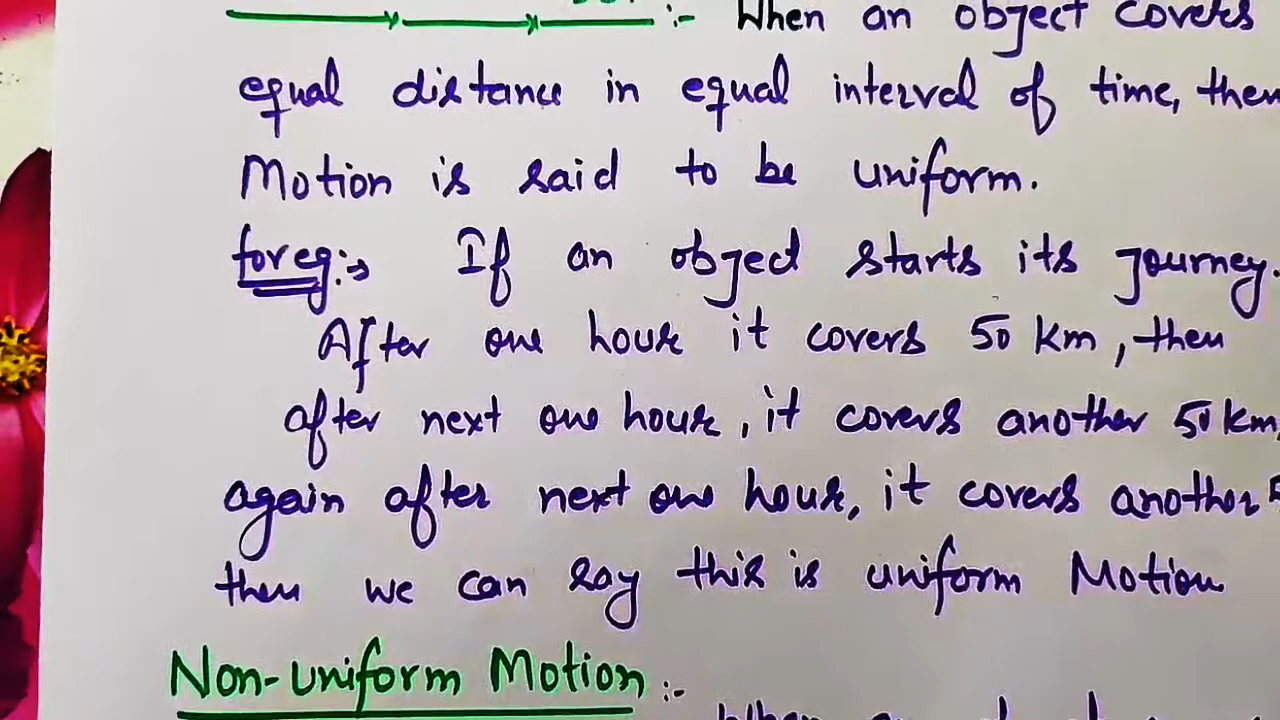 :- When an object covers
equal distance in equal interval of time, then
Motion is said to be uniform.
for eg:→ If an object starts its journey.
After one hour it covers 50 km, then
after next one hour, it covers another 50 km,
again after next one hour, it covers another
then we can say this is uniform Motion
Non-uniform Motion :-
When an